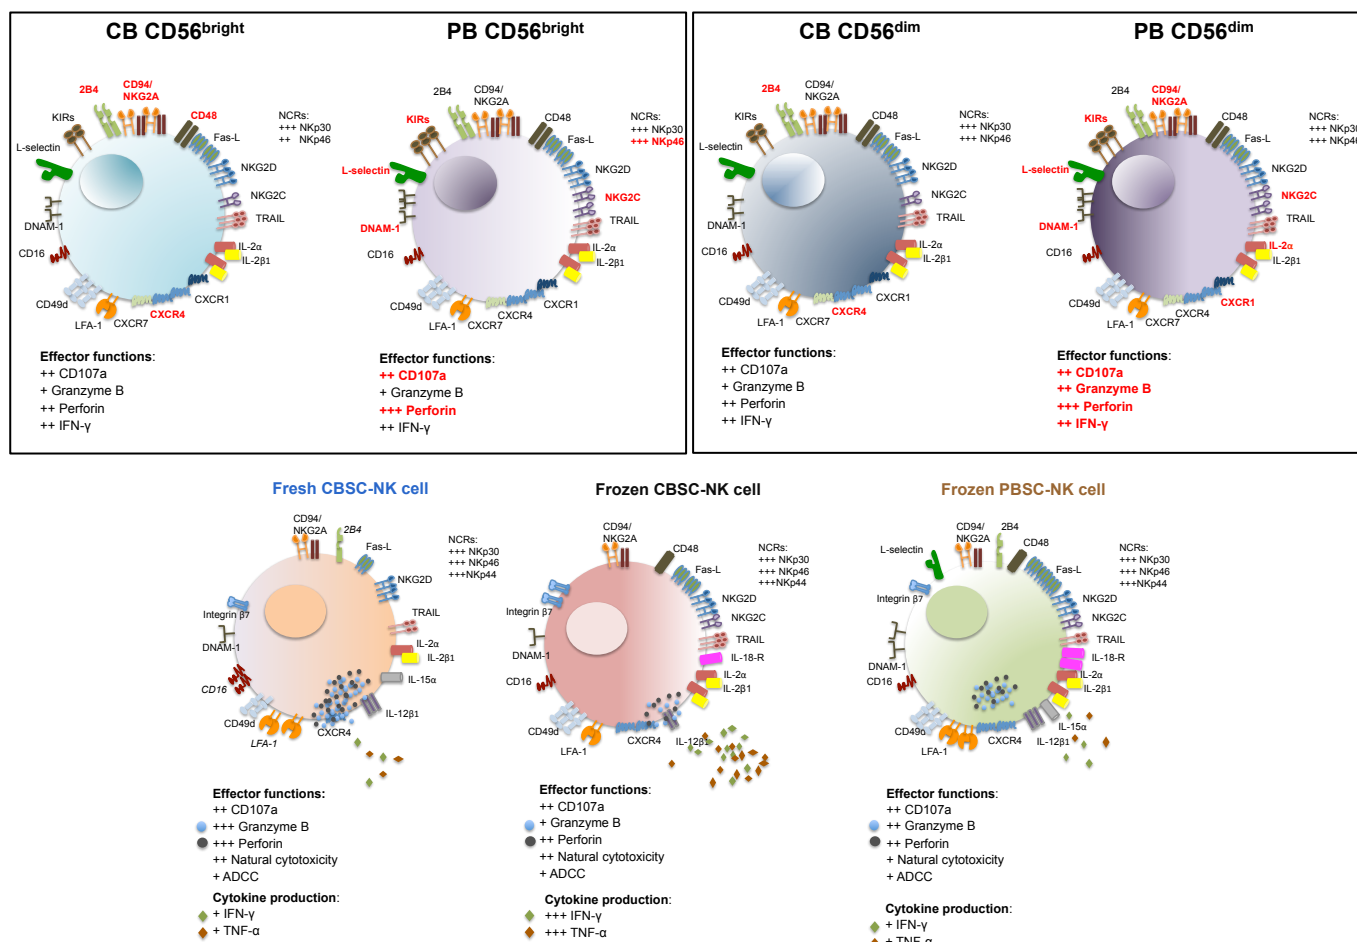 CB CD56bright
2B4
CD94/
NKG2A
CD48
KIRs
L-selectin
DNAM-1
CD16
CD49d
LFA-1
CXCR7
CXCR4
CXCR1
IL-2β1
IL-2α
TRAIL
NKG2C
NKG2D
Fas-L
NCRs:
+++ NKp30
++ NKp46
Effector functions:
++ CD107a
+ Granzyme B
++ Perforin
++ IFN-γ
PB CD56bright
2B4
CD94/
NKG2A
CD48
KIRs
L-selectin
DNAM-1
CD16
CD49d
LFA-1
CXCR7
CXCR4
CXCR1
IL-2β1
IL-2α
TRAIL
NKG2C
NKG2D
Fas-L
NCRs:
+++ NKp30
+++ NKp46
Effector functions:
++ CD107a
+ Granzyme B
+++ Perforin
++ IFN-γ
CB CD56dim
2B4
CD94/
NKG2A
CD48
KIRs
L-selectin
DNAM-1
CD16
CD49d
LFA-1
CXCR7
CXCR4
CXCR1
IL-2β1
IL-2α
TRAIL
NKG2C
NKG2D
Fas-L
NCRs:
+++ NKp30
+++ NKp46
Effector functions:
++ CD107a
+ Granzyme B
++ Perforin
++ IFN-γ
PB CD56dim
2B4
CD94/
NKG2A
CD48
KIRs
L-selectin
DNAM-1
CD16
CD49d
LFA-1
CXCR7
CXCR4
CXCR1
IL-2β1
IL-2α
TRAIL
NKG2C
NKG2D
Fas-L
NCRs:
+++ NKp30
+++ NKp46
Effector functions:
++ CD107a
++ Granzyme B
+++ Perforin
++ IFN-γ
Fresh CBSC-NK cell
CD94/
NKG2A
2B4
Fas-L
NKG2D
TRAIL
IL-2α
IL-2β1
IL-15α
IL-12β1
CXCR4
LFA-1
CD49d
CD16
DNAM-1
Integrin β7
NCRs:
+++ NKp30
+++ NKp46
+++NKp44
Effector functions:
++ CD107a
+++ Granzyme B
+++ Perforin
++ Natural cytotoxicity
+ ADCC
Cytokine production:
+ IFN-γ
+ TNF-α
Frozen CBSC-NK cell
CD94/
NKG2A
CD48
Fas-L
NKG2D
NKG2C
TRAIL
IL-18-R
IL-2α
IL-2β1
IL-12β1
CXCR4
LFA-1
CD49d
CD16
DNAM-1
Integrin β7
NCRs:
+++ NKp30
+++ NKp46
+++NKp44
Effector functions:
++ CD107a
+ Granzyme B
++ Perforin
++ Natural cytotoxicity
+ ADCC
Cytokine production:
+++ IFN-γ
+++ TNF-α
Frozen PBSC-NK cell
CD94/
NKG2A
2B4
CD48
L-selectin
Fas-L
NKG2D
NKG2C
TRAIL
IL-18-R
IL-2α
IL-2β1
IL-15α
IL-12β1
CXCR4
LFA-1
CD49d
CD16
DNAM-1
Integrin β7
NCRs:
+++ NKp30
+++ NKp46
+++NKp44
Effector functions:
++ CD107a
++ Granzyme B
++ Perforin
+ Natural cytotoxicity
+ ADCC
Cytokine production:
+ IFN-γ
+ TNF-α